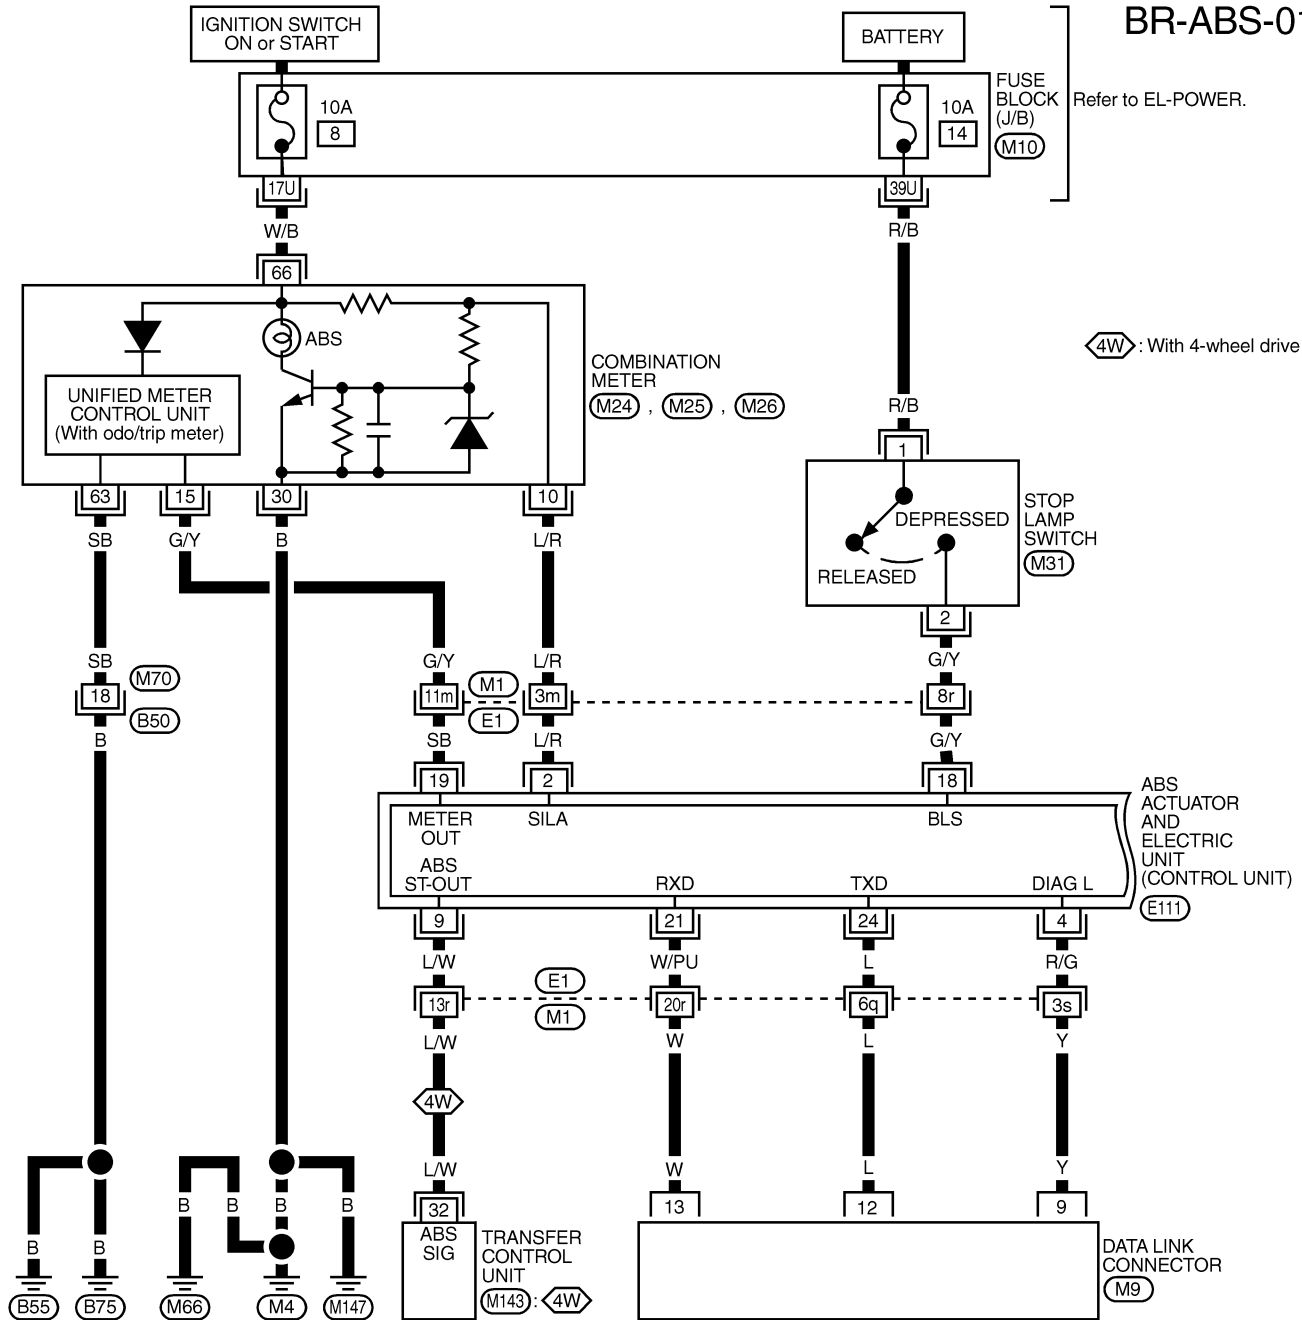 BR-ABS-01
IGNITION SWITCH
ON or START
BATTERY
10A
8
10A
14
FUSE
BLOCK
(J/B)
M10
Refer to EL-POWER.
17U
39U
W/B
R/B
66
ABS
UNIFIED METER
CONTROL UNIT
(With odo/trip meter)
COMBINATION
METER
M24 , M25 , M26
4W : With 4-wheel drive
R/B
1
DEPRESSED
RELEASED
STOP
LAMP
SWITCH
M31
2
63
15
30
10
SB
G/Y
B
L/R
SB
G/Y
L/R
G/Y
18
M70
B50
11m
M1
E1
3m
8r
B
SB
L/R
G/Y
19
2
18
METER
OUT
SILA
BLS
ABS
ST-OUT
RXD
TXD
DIAG L
ABS
ACTUATOR
AND
ELECTRIC
UNIT
(CONTROL UNIT)
E111
9
21
24
4
L/W
W/PU
L
R/G
E1
M1
13r
20r
6q
3s
L/W
W
L
Y
4W
L/W
W
L
Y
32
13
12
9
ABS
SIG
TRANSFER
CONTROL
UNIT
M143 : 4W
DATA LINK
CONNECTOR
M9
B
B
B
B
B
B
B55
B75
M66
M4
M147